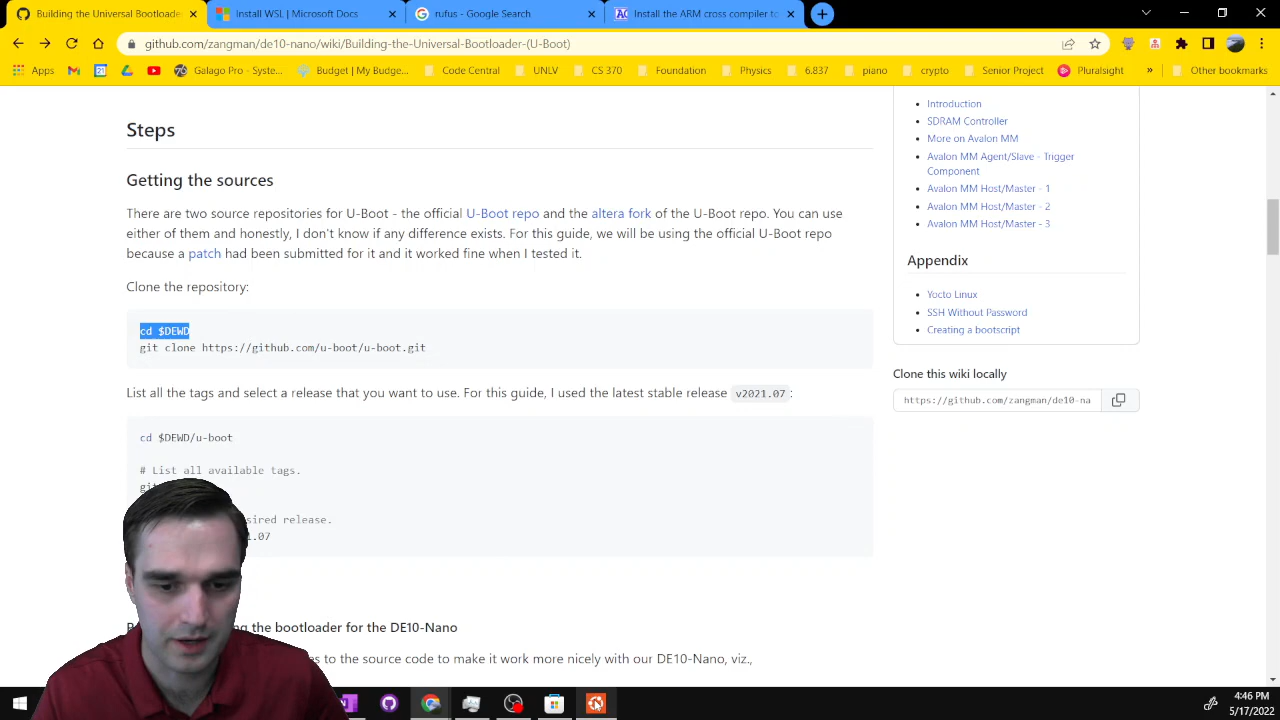 Building the Universal Bootloade
Install WSL | Microsoft Docs
rufus - Google Search
Install the ARM cross compiler to
github.com/zangman/de10-nano/wiki/Building-the-Universal-Bootloader-(U-Boot)
Apps
Galago Pro - Syste...
Budget | My Budge...
Code Central
UNLV
CS 370
Foundation
Physics
6.837
piano
crypto
Senior Project
Pluralsight
»
Other bookmarks
Steps
Getting the sources
There are two source repositories for U-Boot - the official U-Boot repo and the altera fork of the U-Boot repo. You can use
either of them and honestly, I don't know if any difference exists. For this guide, we will be using the official U-Boot repo
because a patch had been submitted for it and it worked fine when I tested it.
Clone the repository:
cd $DEWD
git clone https://github.com/u-boot/u-boot.git
List all the tags and select a release that you want to use. For this guide, I used the latest stable release v2021.07:
cd $DEWD/u-boot
# List all available tags.
sired release.
1.07
the bootloader for the DE10-Nano
to the source code to make it work more nicely with our DE10-Nano, viz.,
Introduction
SDRAM Controller
More on Avalon MM
Avalon MM Agent/Slave - Trigger
Component
Avalon MM Host/Master - 1
Avalon MM Host/Master - 2
Avalon MM Host/Master - 3
Appendix
Yocto Linux
SSH Without Password
Creating a bootscript
Clone this wiki locally
https://github.com/zangman/de10-na
4:46 PM
5/17/2022